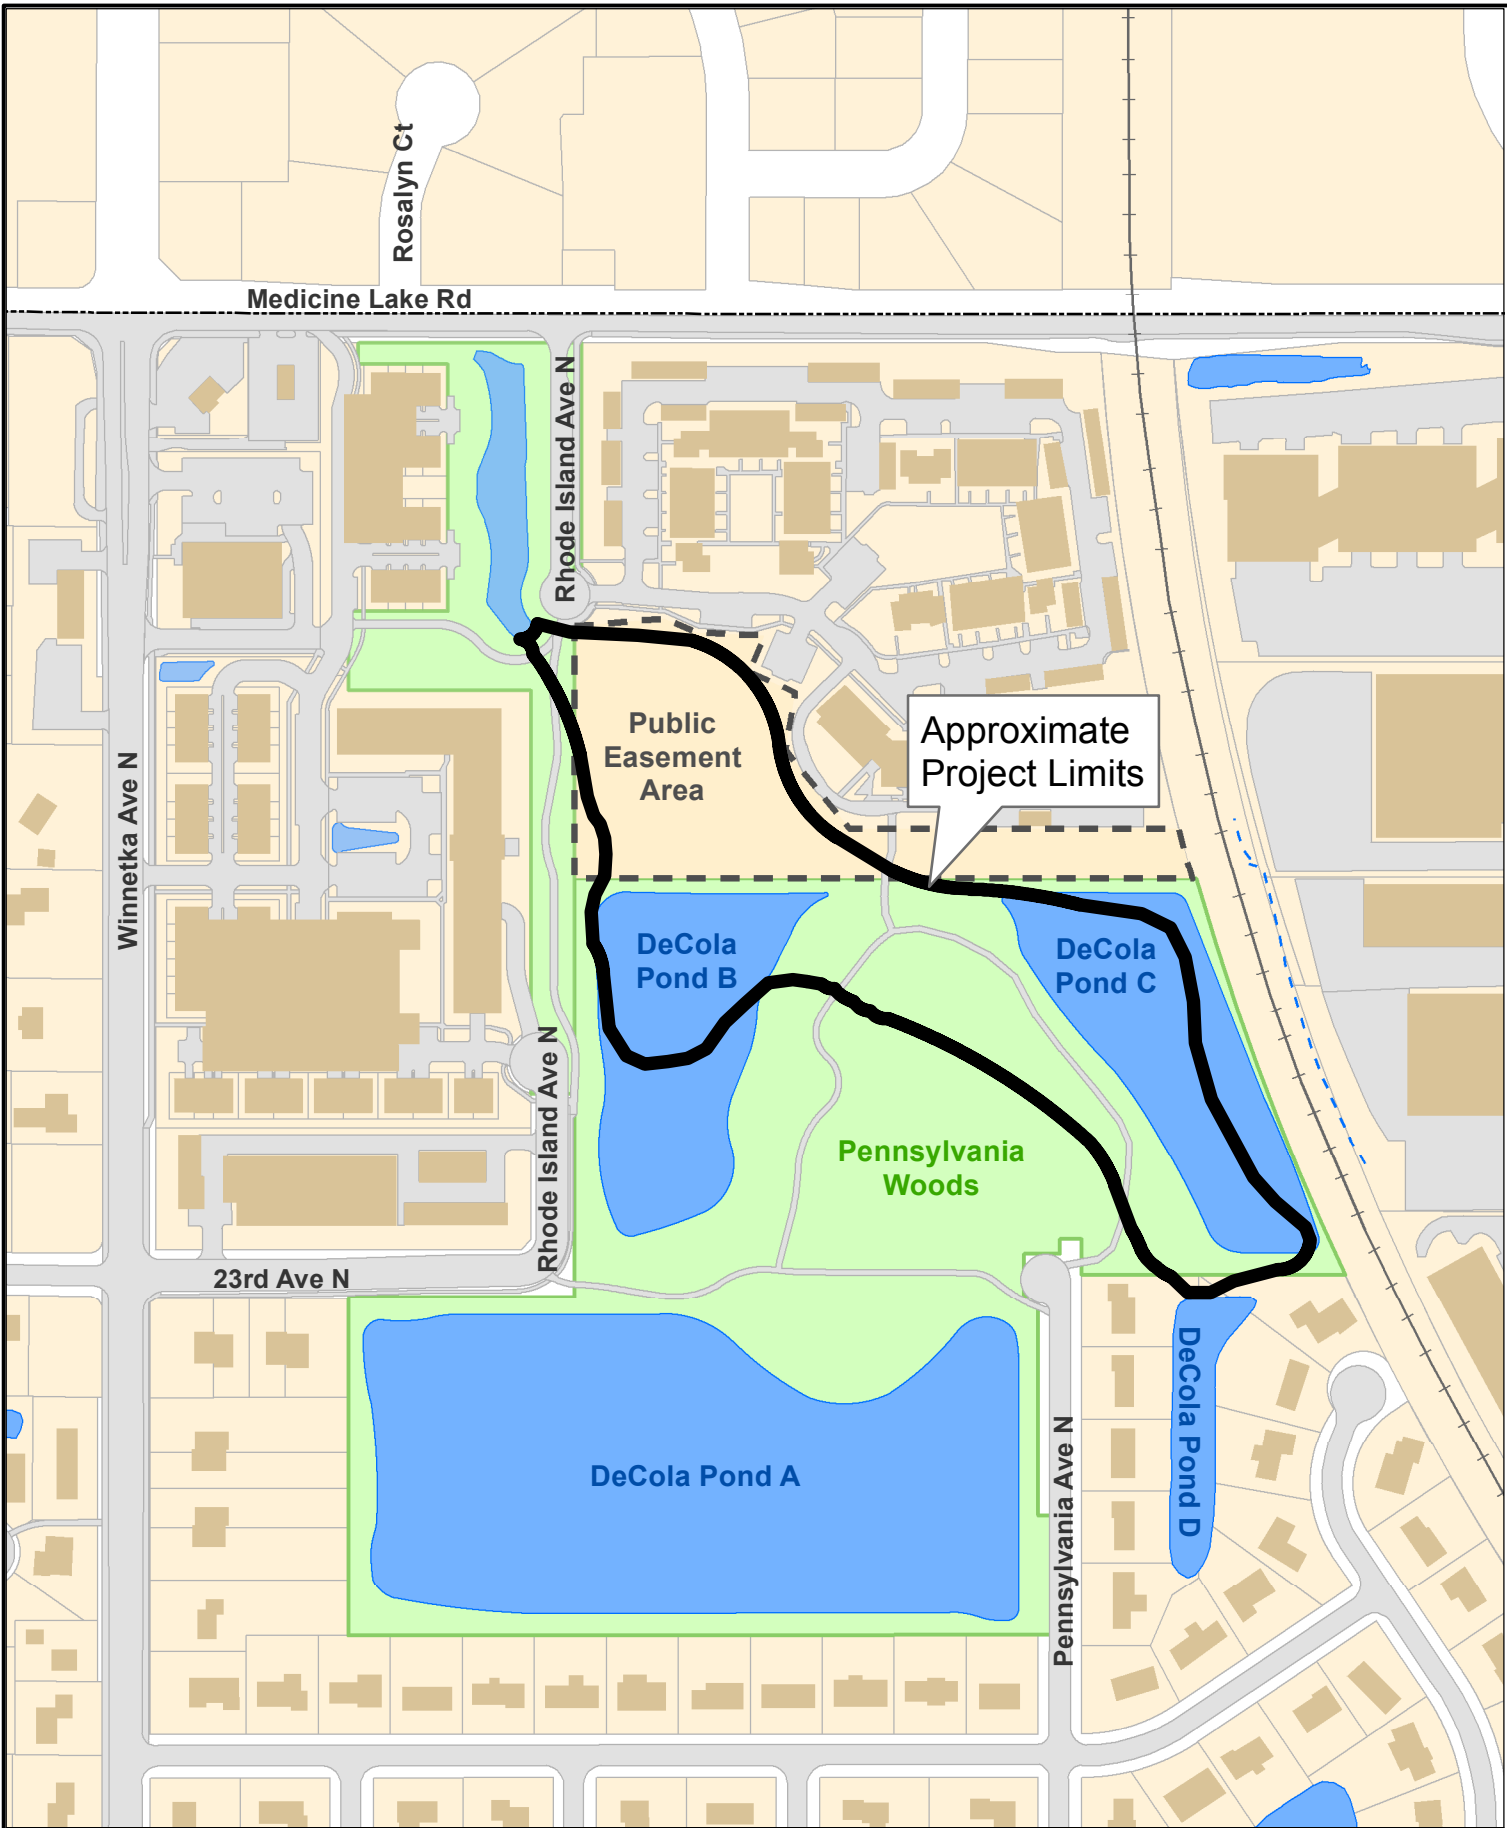 Rosalyn Ct
Medicine Lake Rd
Rhode Island Ave N
Public
Easement
Area
Approximate
Project Limits
Winnetka Ave N
DeCola
Pond B
DeCola
Pond C
Rhode Island Ave N
Pennsylvania
Woods
23rd Ave N
DeCola Pond A
DeCola Pond D
Pennsylvania Ave N